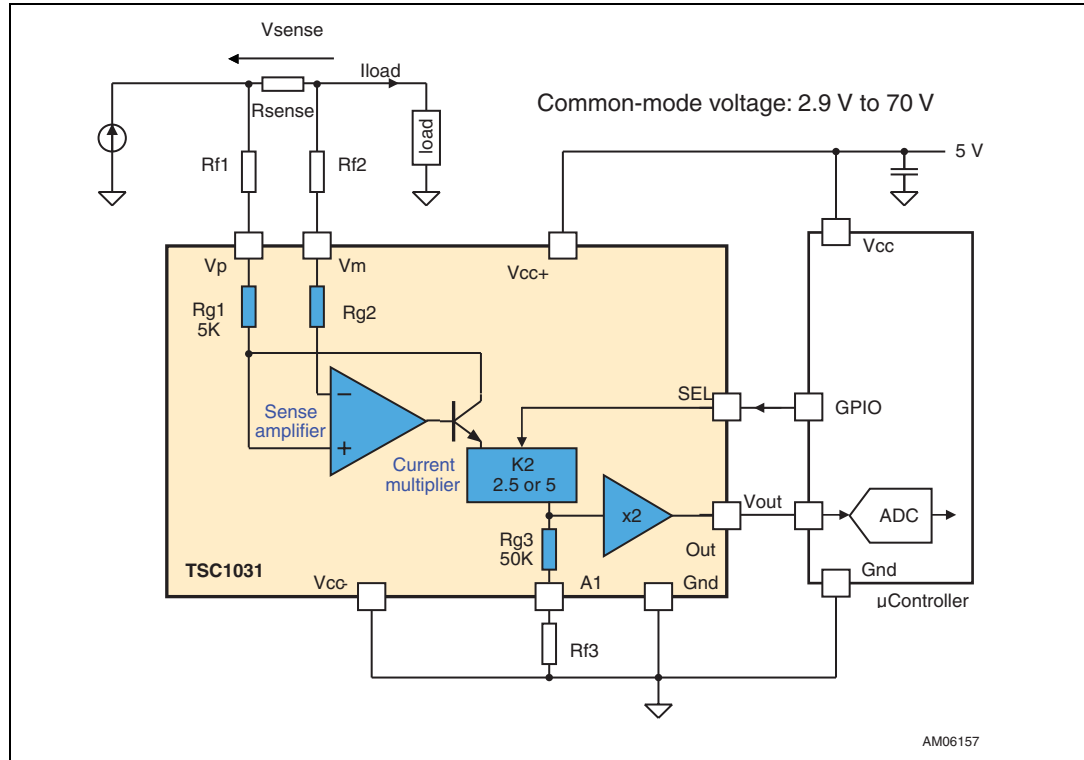 Vsense
Iload
Rsense
Common-mode voltage: 2.9 V to 70 V
load
5 V
Rf1
Rf2
Vcc
Vp
Vm
Vcc+
Rg1
5K
Rg2
SEL
GPIO
Sense
amplifier
−
+
K2
2.5 or 5
Current
multiplier
x2
Vout
ADC
Rg3
50K
Out
TSC1031
Vcc-
A1
Gnd
Gnd
µController
Rf3
AM06157